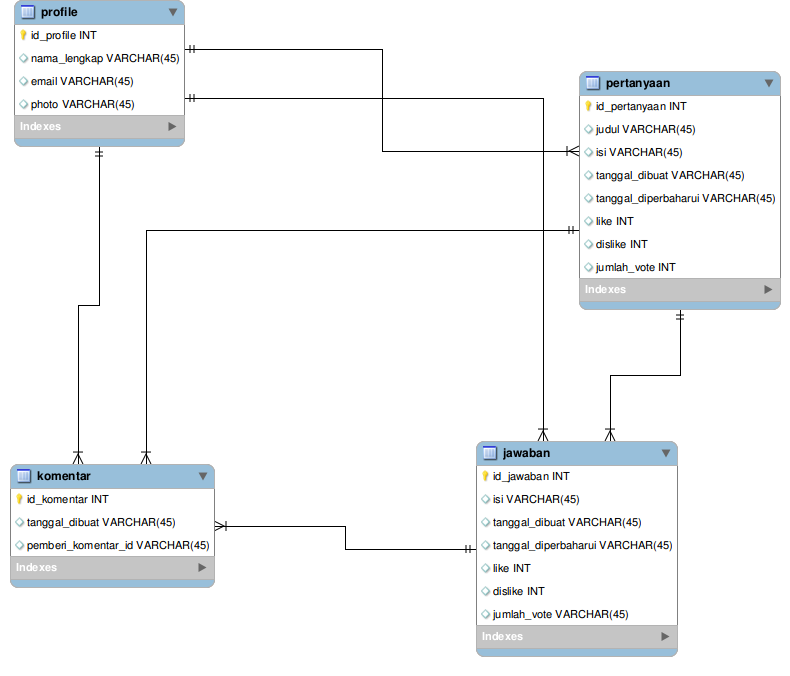 profile
id_profile INT
nama_lengkap VARCHAR(45)
email VARCHAR(45)
photo VARCHAR(45)
Indexes
pertanyaan
id_pertanyaan INT
judul VARCHAR(45)
isi VARCHAR(45)
tanggal_dibuat VARCHAR(45)
tanggal_diperbaharui VARCHAR(45)
like INT
dislike INT
jumlah_vote INT
Indexes
komentar
id_komentar INT
tanggal_dibuat VARCHAR(45)
pemberi_komentar_id VARCHAR(45)
Indexes
jawaban
id_jawaban INT
isi VARCHAR(45)
tanggal_dibuat VARCHAR(45)
tanggal_diperbaharui VARCHAR(45)
like INT
dislike INT
jumlah_vote VARCHAR(45)
Indexes